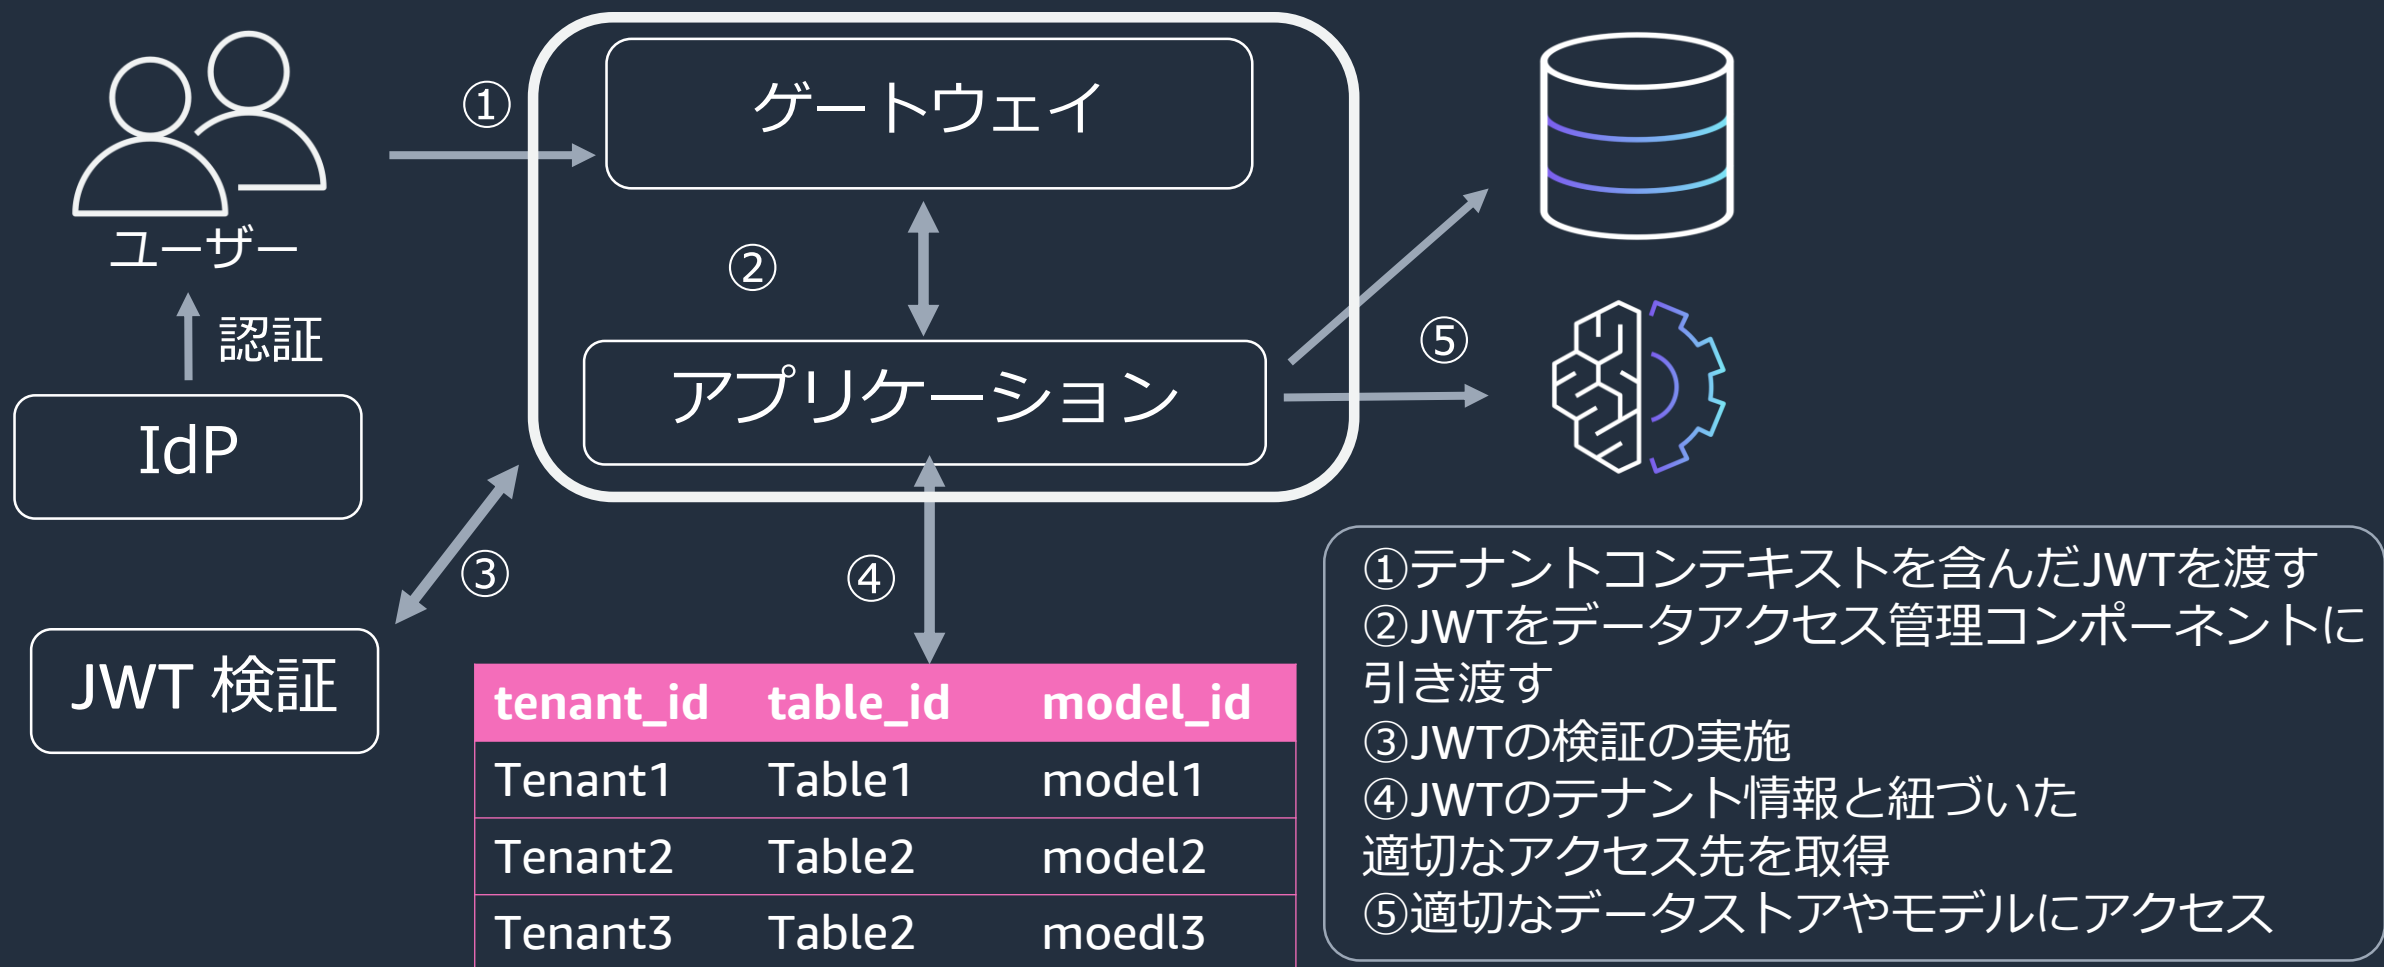 ユーザー
認証
IdP
JWT 検証
①
ゲートウェイ
②
アプリケーション
③
④
⑤
tenant_id table_id model_id
Tenant1 Table1 model1
Tenant2 Table2 model2
Tenant3 Table2 moedl3
①テナントコンテキストを含んだJWTを渡す
②JWTをデータアクセス管理コンポーネントに
引き渡す
③JWTの検証の実施
④JWTのテナント情報と紐づいた
適切なアクセス先を取得
⑤適切なデータストアやモデルにアクセス